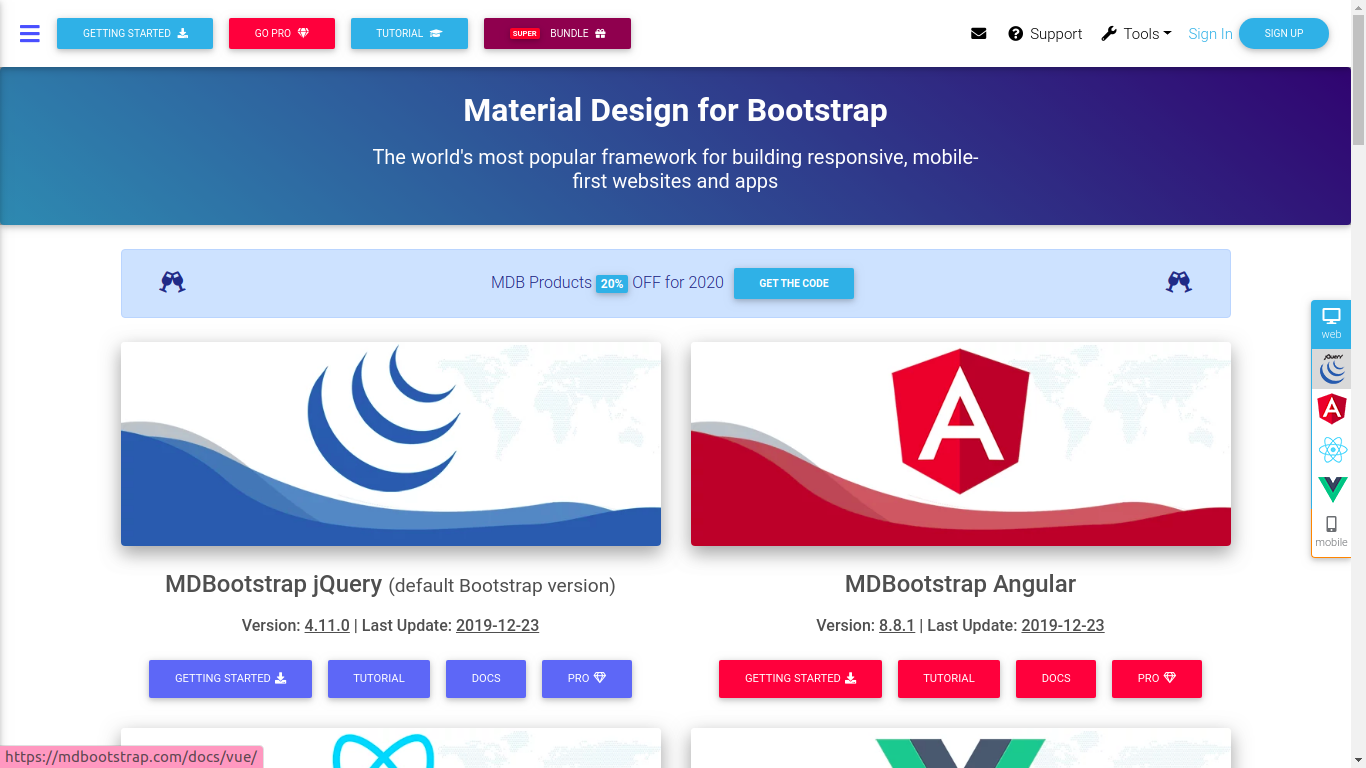 GETTING STARTED
GO PRO
TUTORIAL
SUPER BUNDLE
Support
Tools
Sign In
SIGN UP
Material Design for Bootstrap
The world's most popular framework for building responsive, mobile-
first websites and apps
MDB Products 20% OFF for 2020
GET THE CODE
web
jQuery
mobile
MDBootstrap jQuery (default Bootstrap version)
Version: 4.11.0 | Last Update: 2019-12-23
GETTING STARTED
TUTORIAL
DOCS
PRO
MDBootstrap Angular
Version: 8.8.1 | Last Update: 2019-12-23
GETTING STARTED
TUTORIAL
DOCS
PRO
https://mdbootstrap.com/docs/vue/